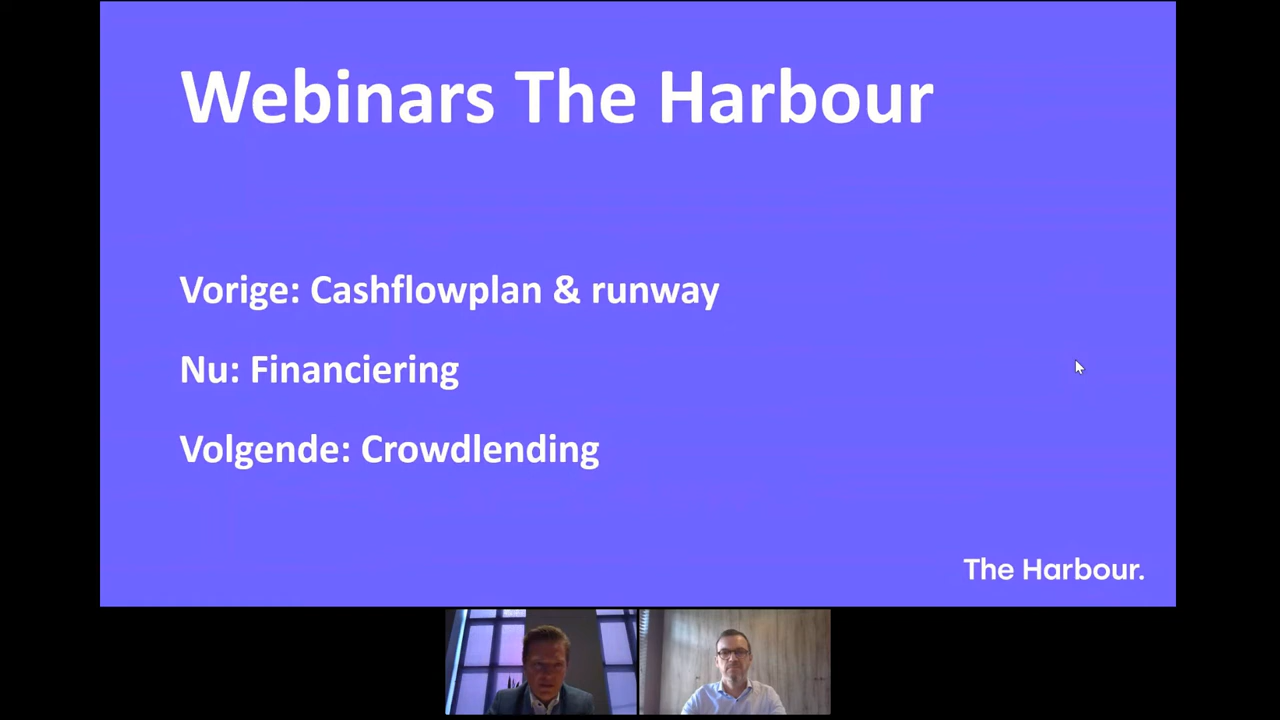 Webinars The Harbour
Vorige: Cashflowplan & runway
Nu: Financiering
Volgende: Crowdlending
The Harbour.